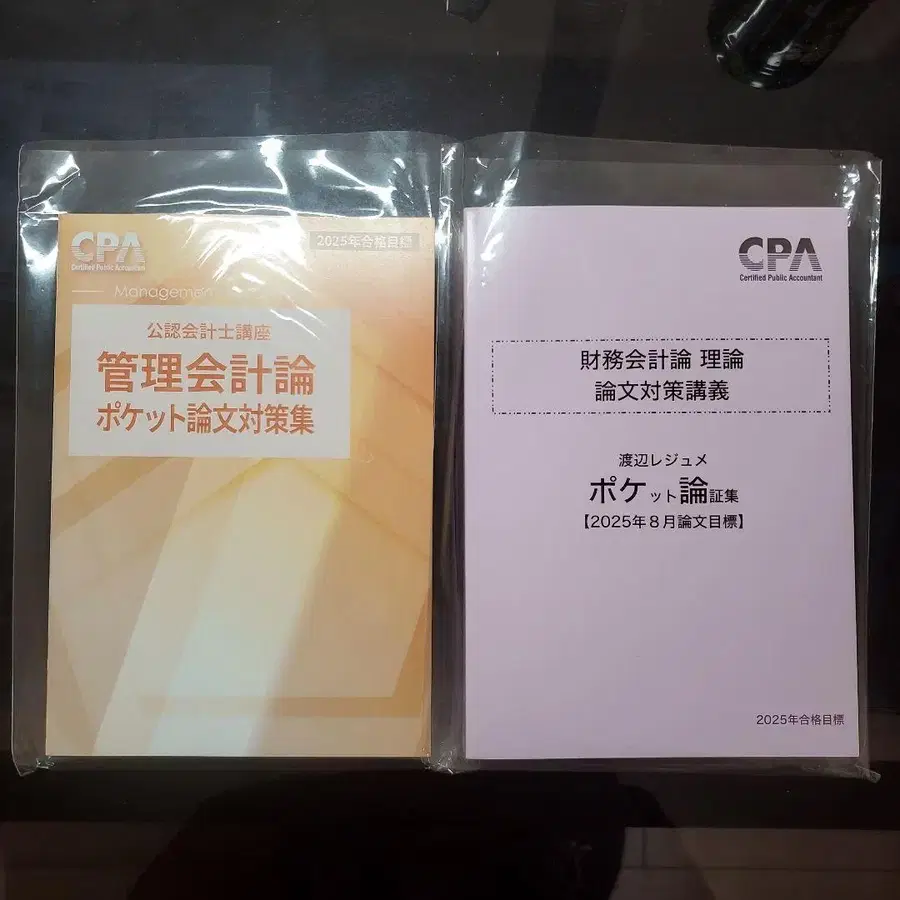 CPA
Certified Public Accountant
2025年合格目標
Management
公認会計士講座
管理会計論
ポケット論文対策集
CPA
Certified Public Accountant
財務会計論 理論
論文対策講義
渡辺レジュメ
ポケット論証集
【2025年8月論文目標】
2025年合格目標